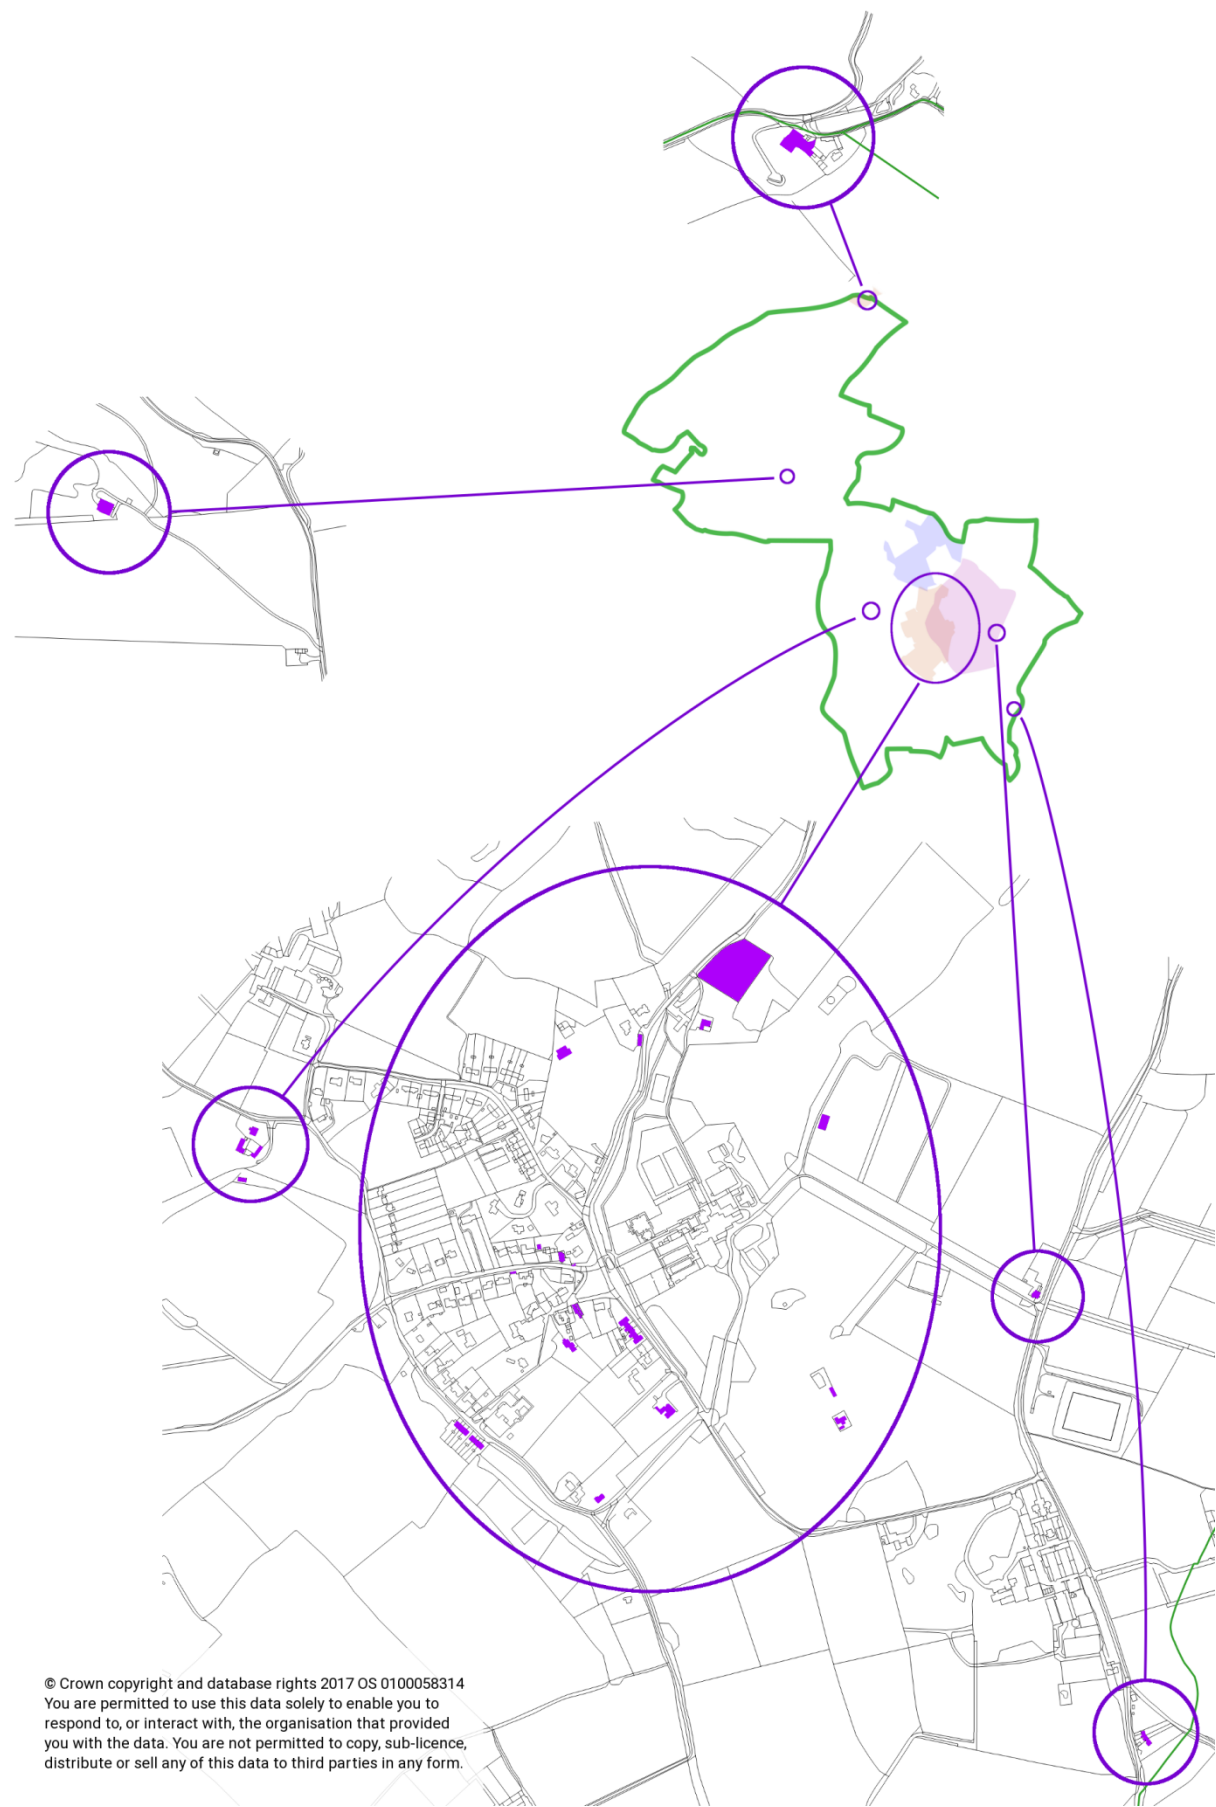 © Crown copyright and database rights 2017 OS 0100058314
You are permitted to use this data solely to enable you to
respond to, or interact with, the organisation that provided
you with the data. You are not permitted to copy, sub-licence,
distribute or sell any of this data to third parties in any form.